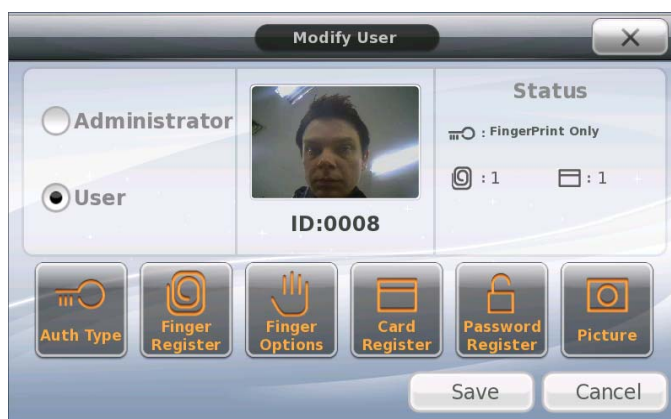 Modify User
Administrator
User
ID:0008
Status
: FingerPrint Only
: 1
: 1
Auth Type
Finger
Register
Finger
Options
Card
Register
Password
Register
Picture
Save
Cancel